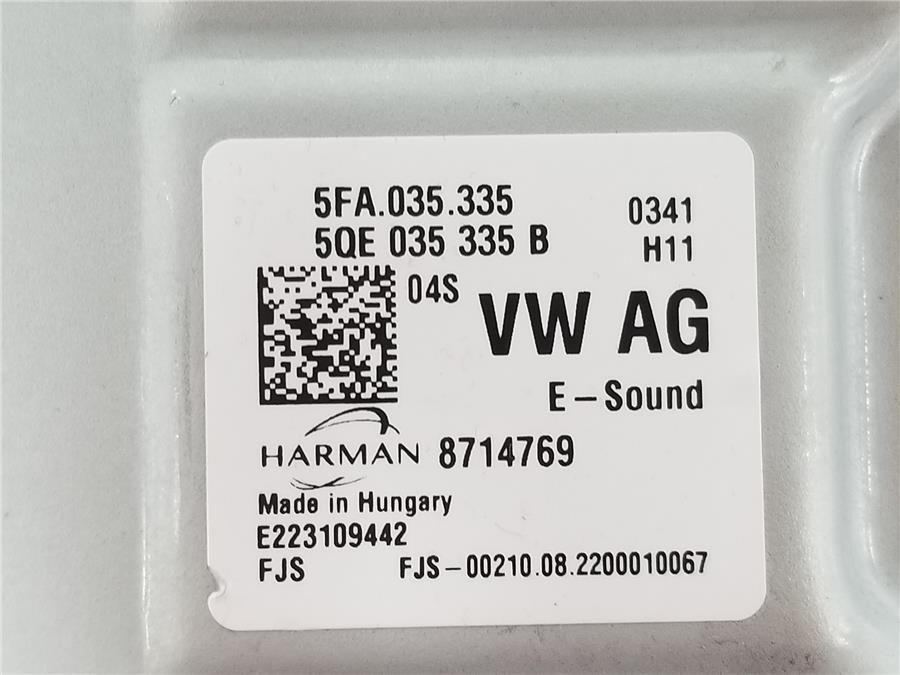 5FA.035.335
0341
5QE 035 335 B
H11
04S
VW AG
E-Sound
HARMAN 8714769
Made in Hungary
E223109442
FJS FJS-00210.08.2200010067